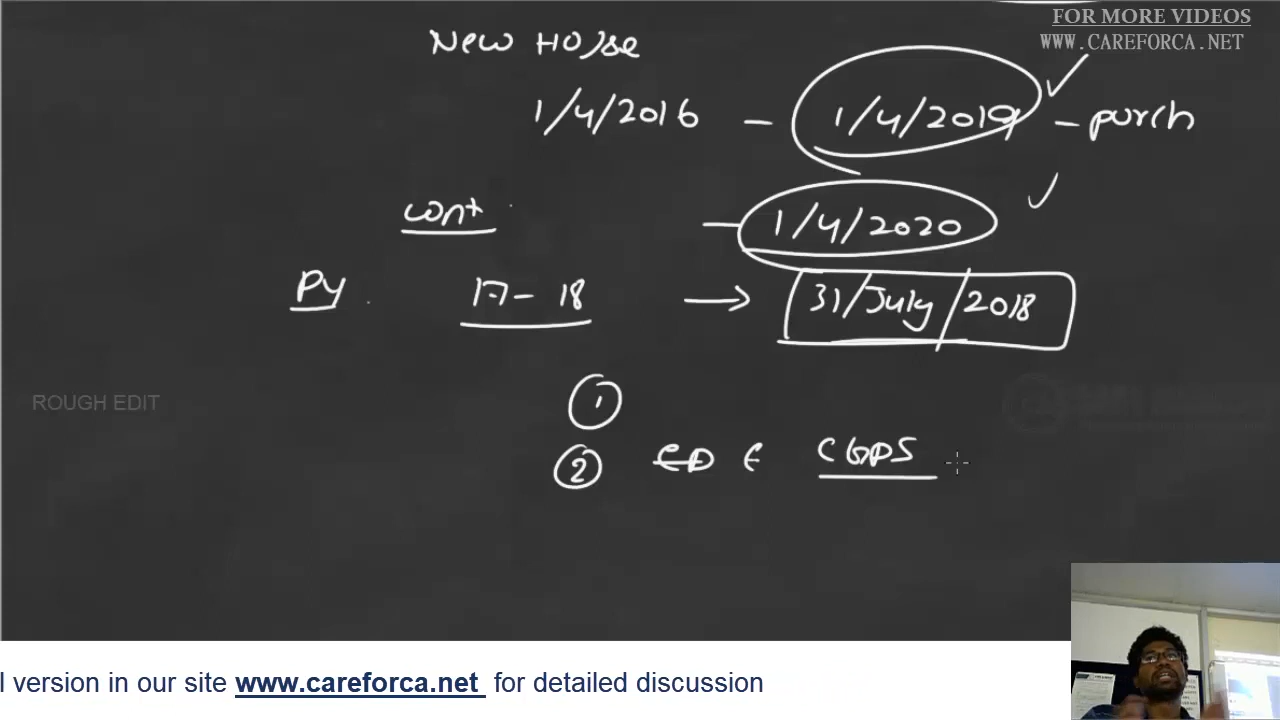 FOR MORE VIDEOS
WWW.CAREFORCA.NET
New House
1/4/2016 - 1/4/2019 - purch
cont - 1/4/2020
PY 17-18 → 31/July/2018
1
2 CGDS
ROUGH EDIT
l version in our site www.careforca.net for detailed discussion